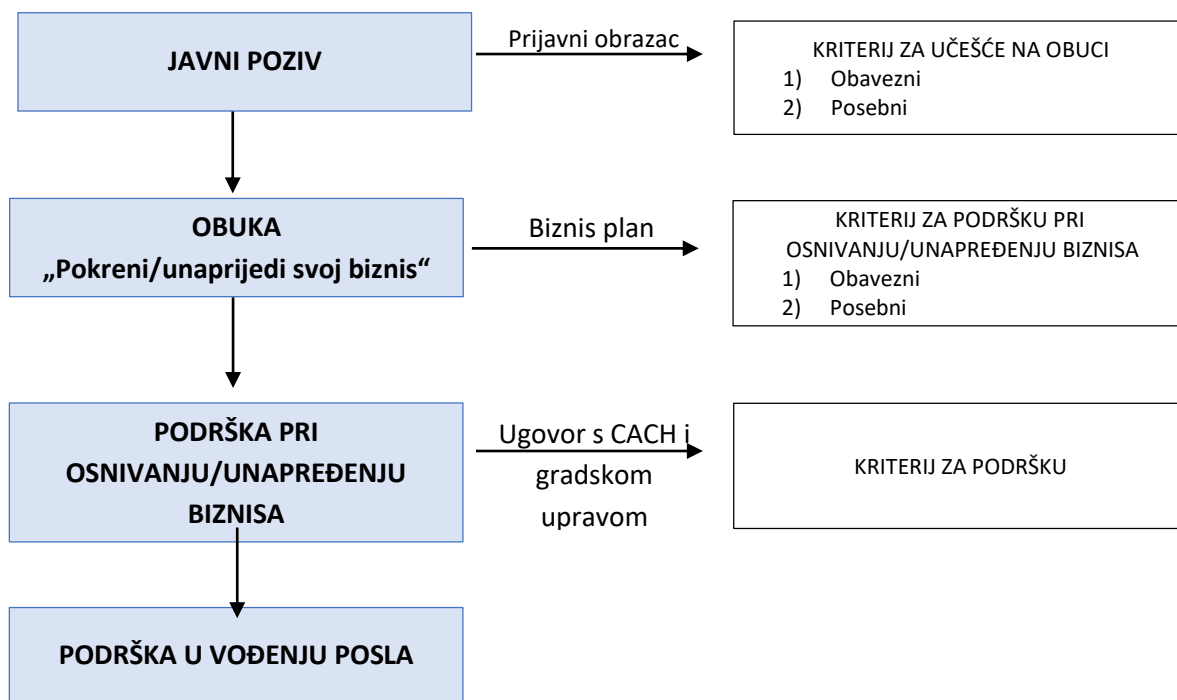 JAVNI POZIV
Prijavni obrazac
KRITERIJ ZA UČEŠĆE NA OBUCI
1) Obavezni
2) Posebni
OBUKA
„Pokreni/unaprijedi svoj biznis“
Biznis plan
KRITERIJ ZA PODRŠKU PRI
OSNIVANJU/UNAPREĐENJU BIZNISA
1) Obavezni
2) Posebni
PODRŠKA PRI
OSNIVANJU/UNAPREĐENJU
BIZNISA
Ugovor s CACH i
gradskom
upravom
KRITERIJ ZA PODRŠKU
PODRŠKA U VOĐENJU POSLA